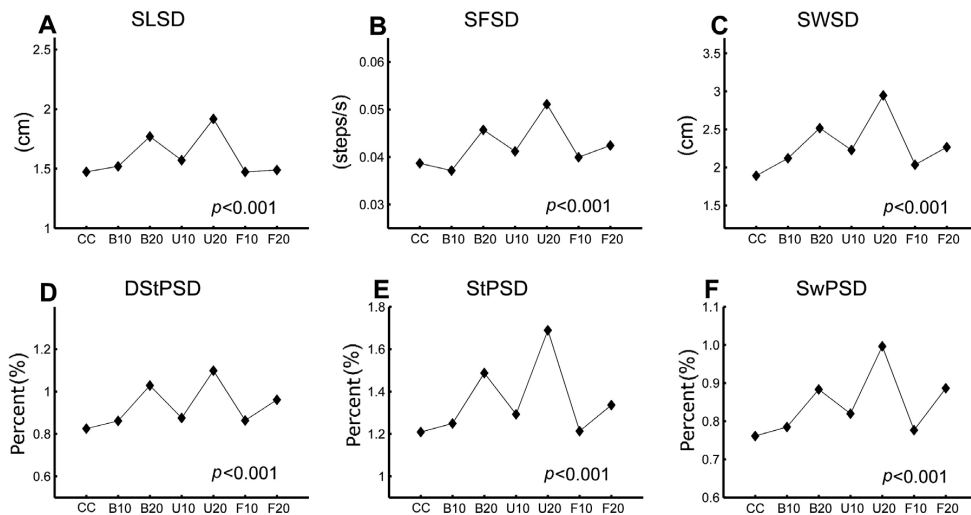 A SLSD
(cm)
2.5
2
1.5
1
p<0.001
CC B10 B20 U10 U20 F10 F20
B SFSD
(steps/s)
0.06
0.05
0.04
0.03
p<0.001
CC B10 B20 U10 U20 F10 F20
C SWSD
(cm)
3.5
3
2.5
2
1.5
p<0.001
CC B10 B20 U10 U20 F10 F20
D DStPSD
Percent(%)
1.2
1
0.8
0.6
p<0.001
CC B10 B20 U10 U20 F10 F20
E StPSD
Percent(%)
1.8
1.6
1.4
1.2
1
p<0.001
CC B10 B20 U10 U20 F10 F20
F SwPSD
Percent(%)
1.0
0.9
0.8
0.7
0.6
p<0.001
CC B10 B20 U10 U20 F10 F20